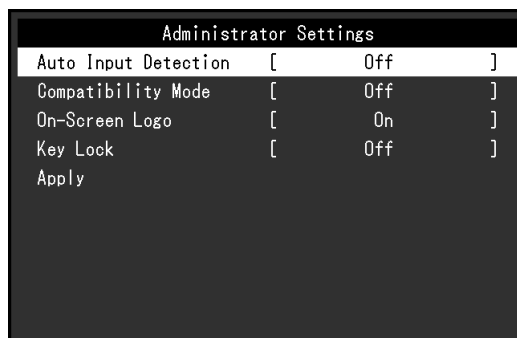 Administrator Settings
Auto Input Detection [ Off ]
Compatibility Mode [ Off ]
On-Screen Logo [ On ]
Key Lock [ Off ]
Apply